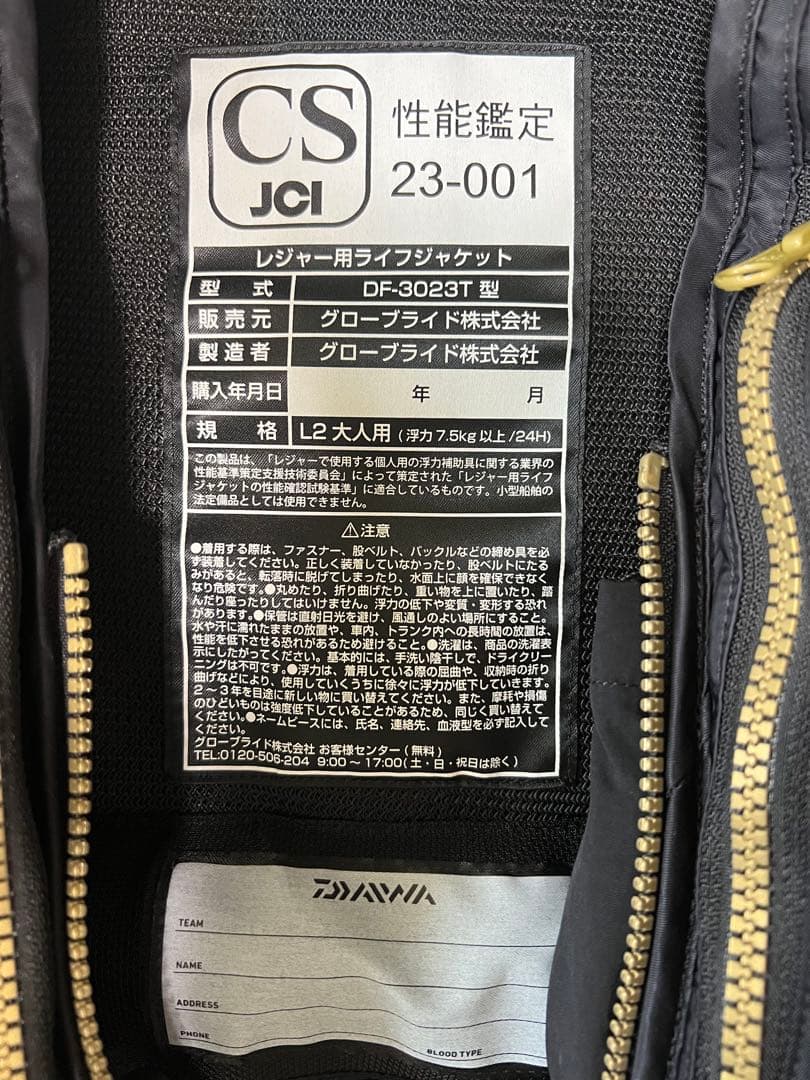 CS
JCI
性能鑑定
23-001
レジャー用ライフジャケット
型　式 DF-3023T 型
販売元 グローブライド株式会社
製造者 グローブライド株式会社
購入年月日 年 月
規　格 L2 大人用 (浮力 7.5kg 以上 /24H)
この製品は、「レジャーで使用する個人用の浮力補助具に関する業界の
性能基準策定支援技術委員会」によって策定された「レジャー用ライフ
ジャケットの性能確認試験基準」に適合しているものです。小型船舶の
法定備品としては使用できません。
⚠注意
●着用する際は、ファスナー、股ベルト、バックルなどの締め具を必
ず装着してください。正しく装着していなかったり、股ベルトにたる
みがあると、転落時に脱げてしまったり、水面上に顔を確保できなく
なり危険です。●丸めたり、折り曲げたり、重い物を上に置いたり、踏
んだり座ったりしてはいけません。浮力の低下や変質・変形する恐れ
があります。●保管は直射日光を避け、風通しのよい場所にすること。
水や汗に濡れたままの放置や、車内、トランク内への長時間の放置は、
性能を低下させる恐れがあるため避けること。●洗濯は、商品の洗濯表
示にしたがってください。基本的には、手洗い陰干しで、ドライクリー
ニングは不可です。●浮力は、着用している際の屈曲や、収納時の折り
曲げなどにより、使用していくうちに徐々に浮力が低下していきます。
2～3年を目途に新しい物に買い替えてください。また、摩耗や損傷
のひどいものは強度低下していることがあるため、同じく買い替えて
ください。●ネームピースには、氏名、連絡先、血液型を必ず記入して
ください。
グローブライド株式会社 お客様センター (無料)
TEL:0120-506-204 9:00～17:00(土・日・祝日は除く)
DAIWA
TEAM
NAME
ADDRESS
PHONE
BLOOD TYPE